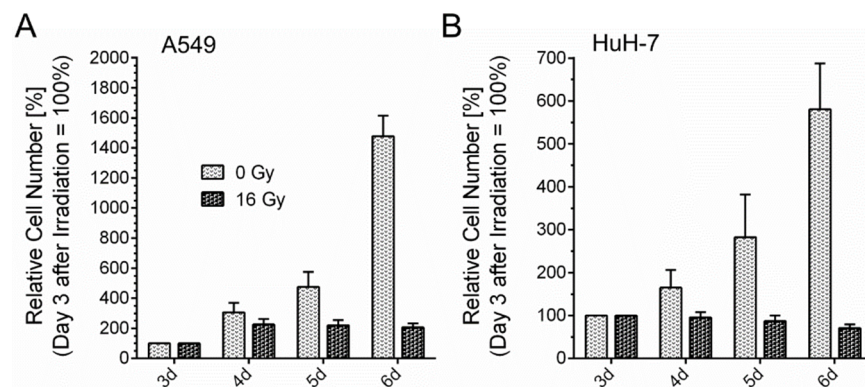 A
A549
Relative Cell Number [%]
(Day 3 after Irradiation = 100%)
2000
1800
1600
1400
1200
1000
800
600
400
200
0
0 Gy
16 Gy
3d
4d
5d
6d
B
HuH-7
Relative Cell Number [%]
(Day 3 after Irradiation = 100%)
700
600
500
400
300
200
100
0
3d
4d
5d
6d